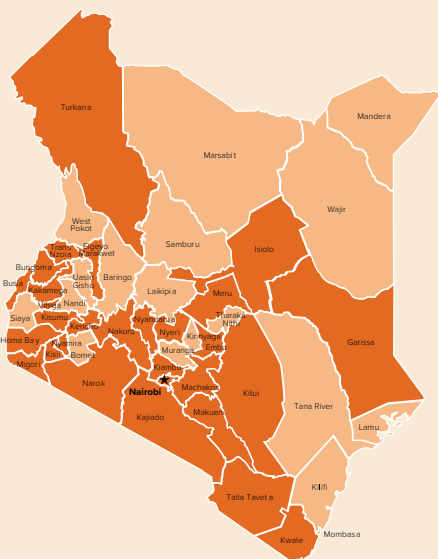 Turkana
Mandera
Marsabit
Wajir
West
Pokot
Samburu
Trans
Nzoia
Elgeyo
Marakwet
Isiolo
Bungoma
Baringo
Uasin
Gishu
Busia
Kakamega
Laikipia
Meru
Nandi
Siaya
Kisumu
Nyandarua
Tharaka
Nithi
Kericho
Nakuru
Nyeri
Kirinyaga
Embu
Homa Bay
Nyamira
Muranga
Garissa
Kisii
Bomet
Migori
Kiambu
Narok
Nairobi
Machakos
Kitui
Makueni
Tana River
Kajiado
Lamu
Taita Taveta
Kilifi
Kwale
Mombasa